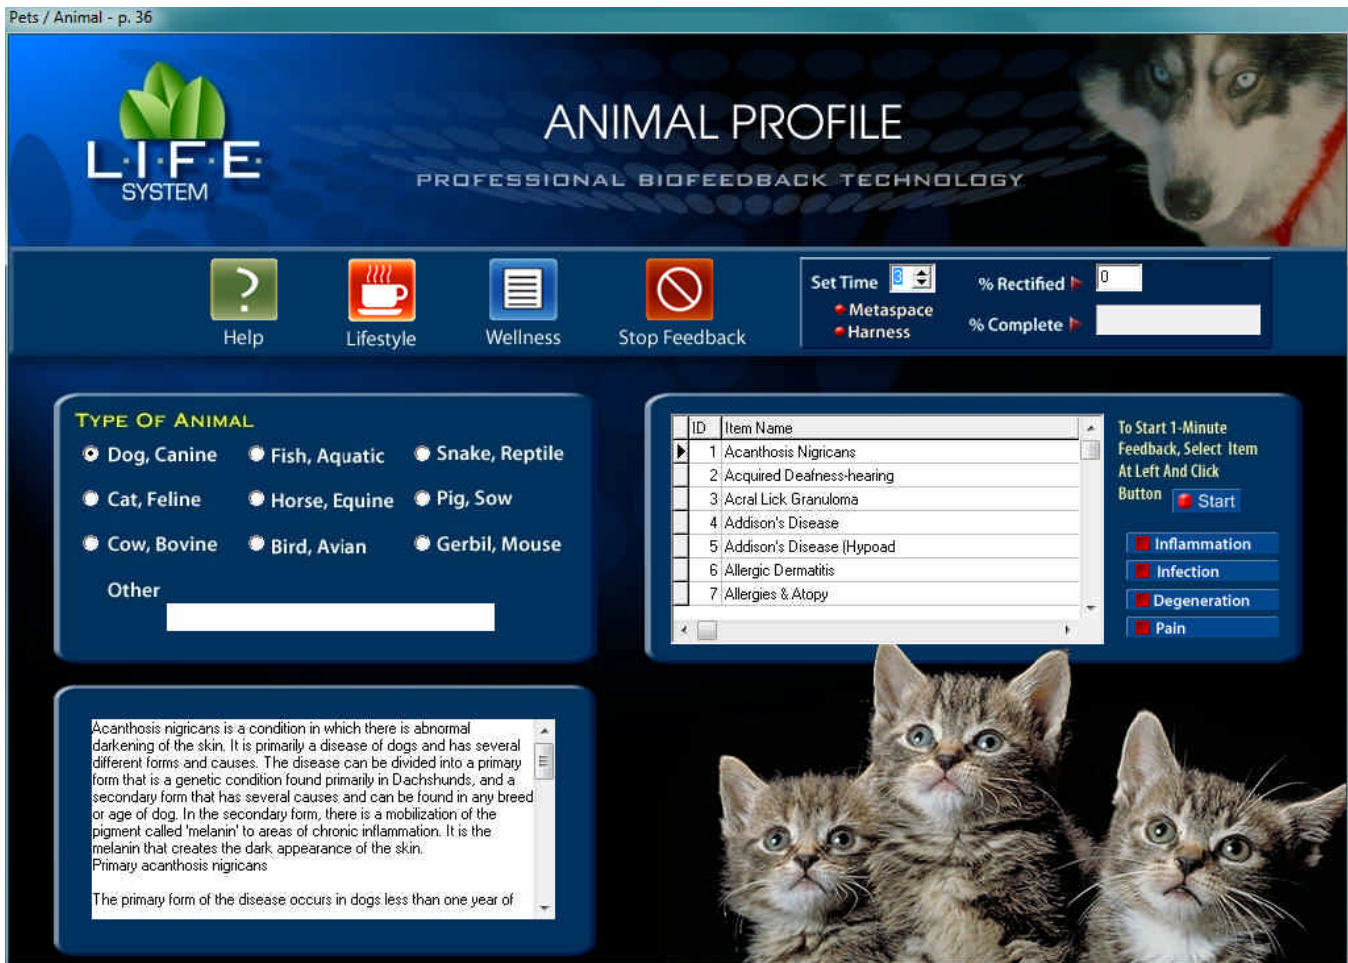 Pets / Animal - p. 36
L·I·F·E·
SYSTEM
ANIMAL PROFILE
PROFESSIONAL BIOFEEDBACK TECHNOLOGY
Help
Lifestyle
Wellness
Stop Feedback
Set Time 3
Metaspace
Harness
% Rectified 0
% Complete
TYPE OF ANIMAL
Dog, Canine Fish, Aquatic Snake, Reptile
Cat, Feline Horse, Equine Pig, Sow
Cow, Bovine Bird, Avian Gerbil, Mouse
Other
ID Item Name
1 Acanthosis Nigricans
2 Acquired Deafness-hearing
3 Acral Lick Granuloma
4 Addison's Disease
5 Addison's Disease (Hypoad
6 Allergic Dermatitis
7 Allergies & Atopy
To Start 1-Minute
Feedback, Select Item
At Left And Click
Button Start
Inflammation
Infection
Degeneration
Pain
Acanthosis nigricans is a condition in which there is abnormal
darkening of the skin. It is primarily a disease of dogs and has several
different forms and causes. The disease can be divided into a primary
form that is a genetic condition found primarily in Dachshunds, and a
secondary form that has several causes and can be found in any breed
or age of dog. In the secondary form, there is a mobilization of the
pigment called 'melanin' to areas of chronic inflammation. It is the
melanin that creates the dark appearance of the skin.
Primary acanthosis nigricans
The primary form of the disease occurs in dogs less than one year of